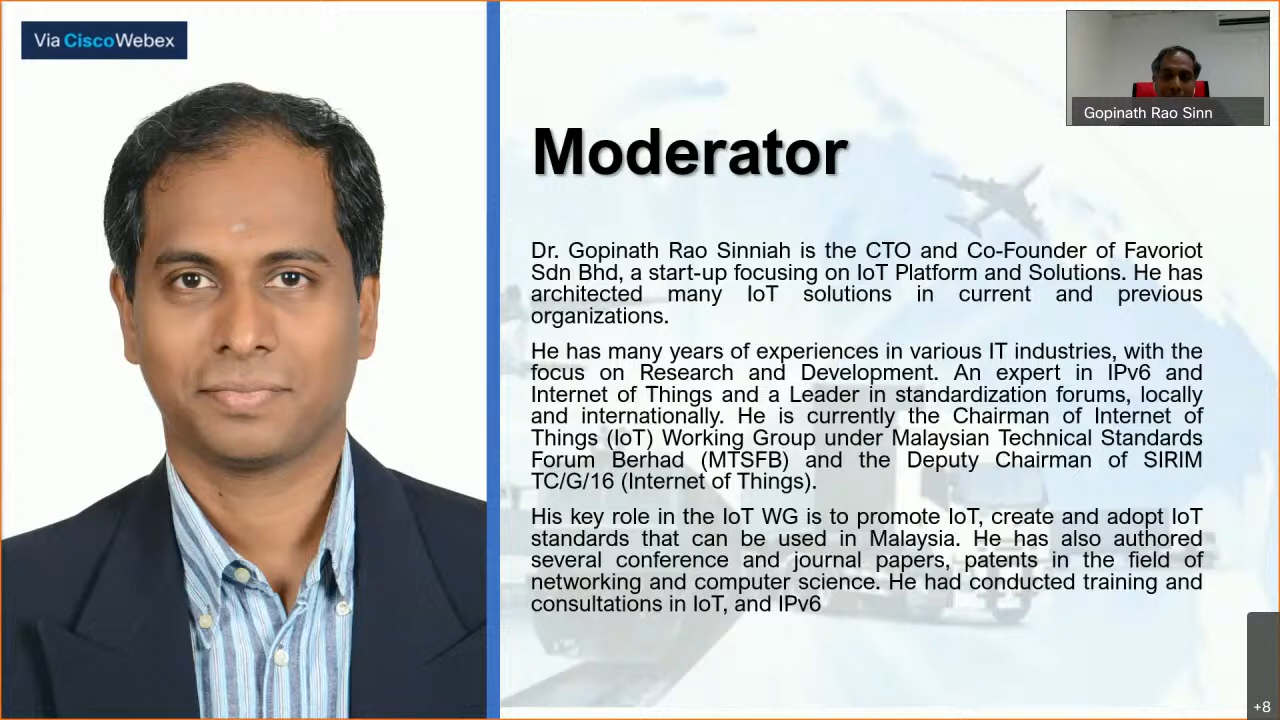 Via CiscoWebex
Gopinath Rao Sinn
Moderator
Dr. Gopinath Rao Sinniah is the CTO and Co-Founder of Favoriot
Sdn Bhd, a start-up focusing on IoT Platform and Solutions. He has
architected many IoT solutions in current and previous
organizations.
He has many years of experiences in various IT industries, with the
focus on Research and Development. An expert in IPv6 and
Internet of Things and a Leader in standardization forums, locally
and internationally. He is currently the Chairman of Internet of
Things (IoT) Working Group under Malaysian Technical Standards
Forum Berhad (MTSFB) and the Deputy Chairman of SIRIM
TC/G/16 (Internet of Things).
His key role in the IoT WG is to promote IoT, create and adopt IoT
standards that can be used in Malaysia. He has also authored
several conference and journal papers, patents in the field of
networking and computer science. He had conducted training and
consultations in IoT, and IPv6
+8